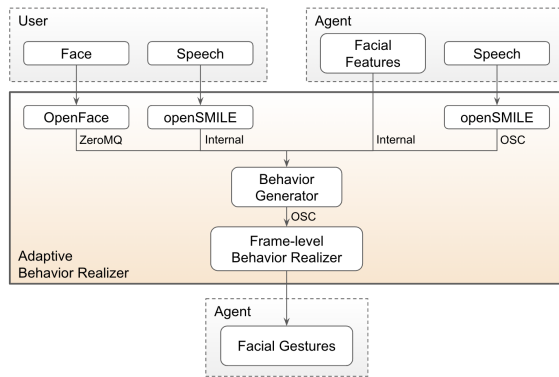 User
Agent
Face
Speech
Facial
Features
Speech
OpenFace
openSMILE
openSMILE
ZeroMQ
Internal
Internal
OSC
Behavior
Generator
OSC
Frame-level
Behavior Realizer
Adaptive
Behavior Realizer
Agent
Facial Gestures